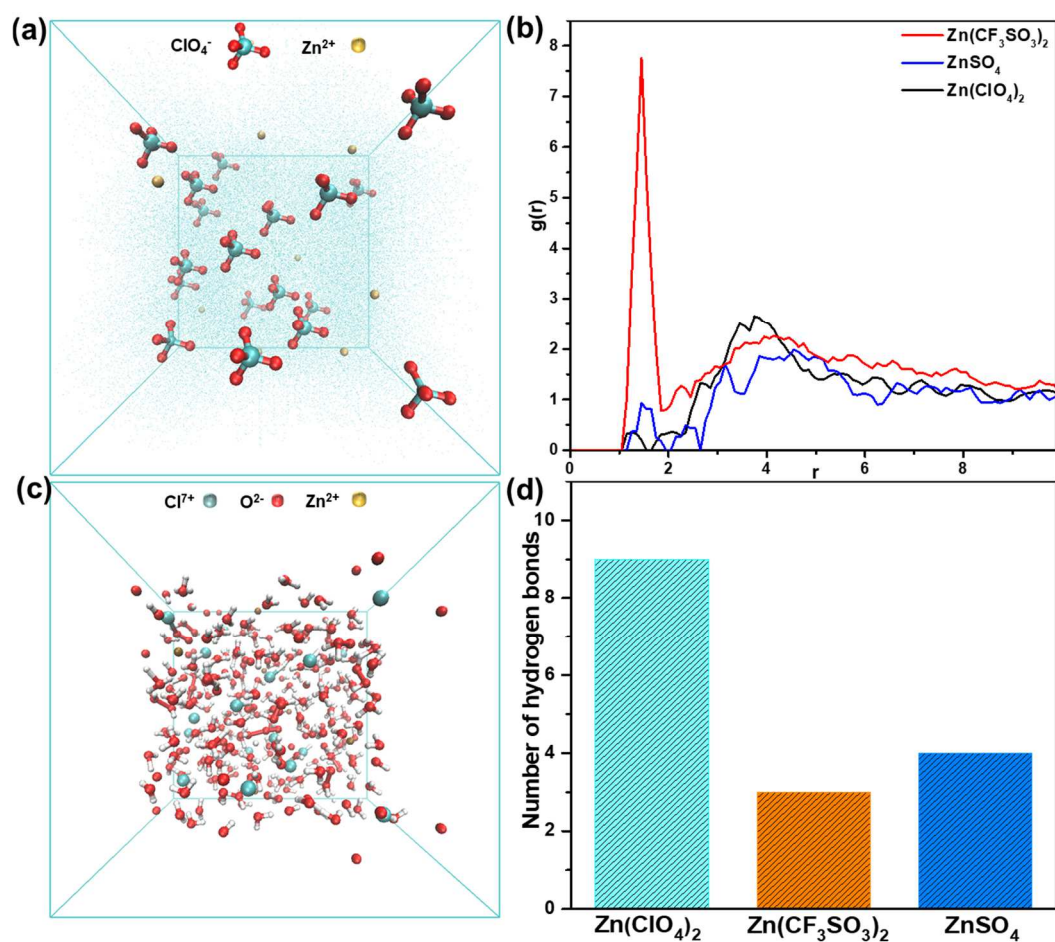 (a)
ClO₄⁻ Zn²⁺
(b)
Zn(CF₃SO₃)₂
ZnSO₄
Zn(ClO₄)₂
g(r)
8
7
6
5
4
3
2
1
0
0 2 4 6 8
r
(c)
Cl⁷⁺ O²⁻ Zn²⁺
(d)
Number of hydrogen bonds
10
8
6
4
2
0
Zn(ClO₄)₂ Zn(CF₃SO₃)₂ ZnSO₄